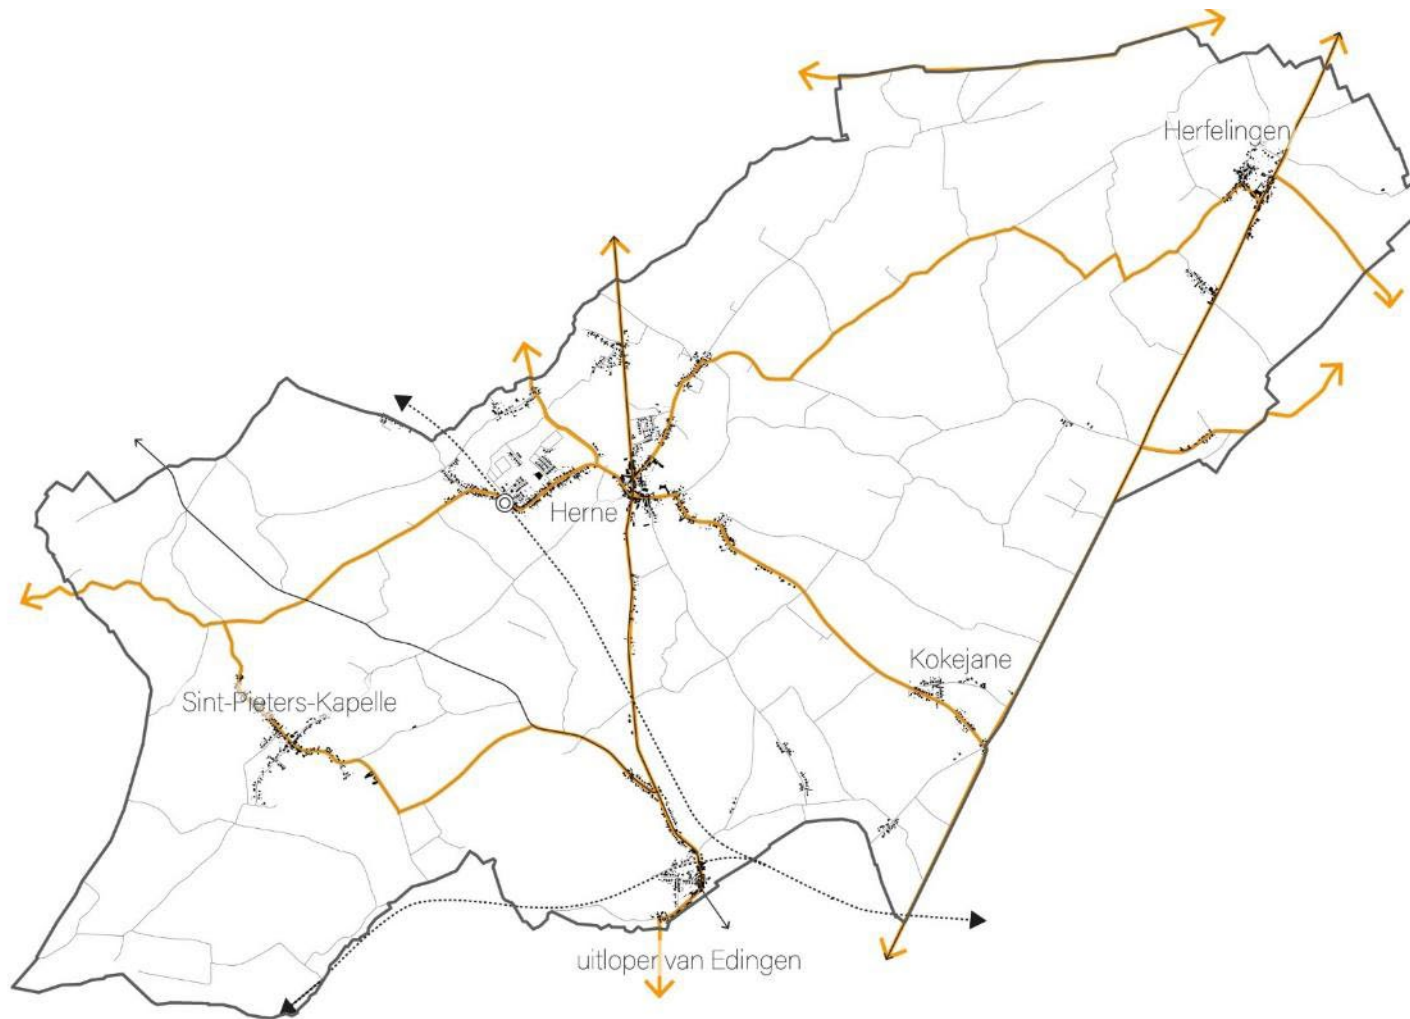 Herfelingen
Herne
Kokejane
Sint-Pieters-Kapelle
uitloper van Edingen